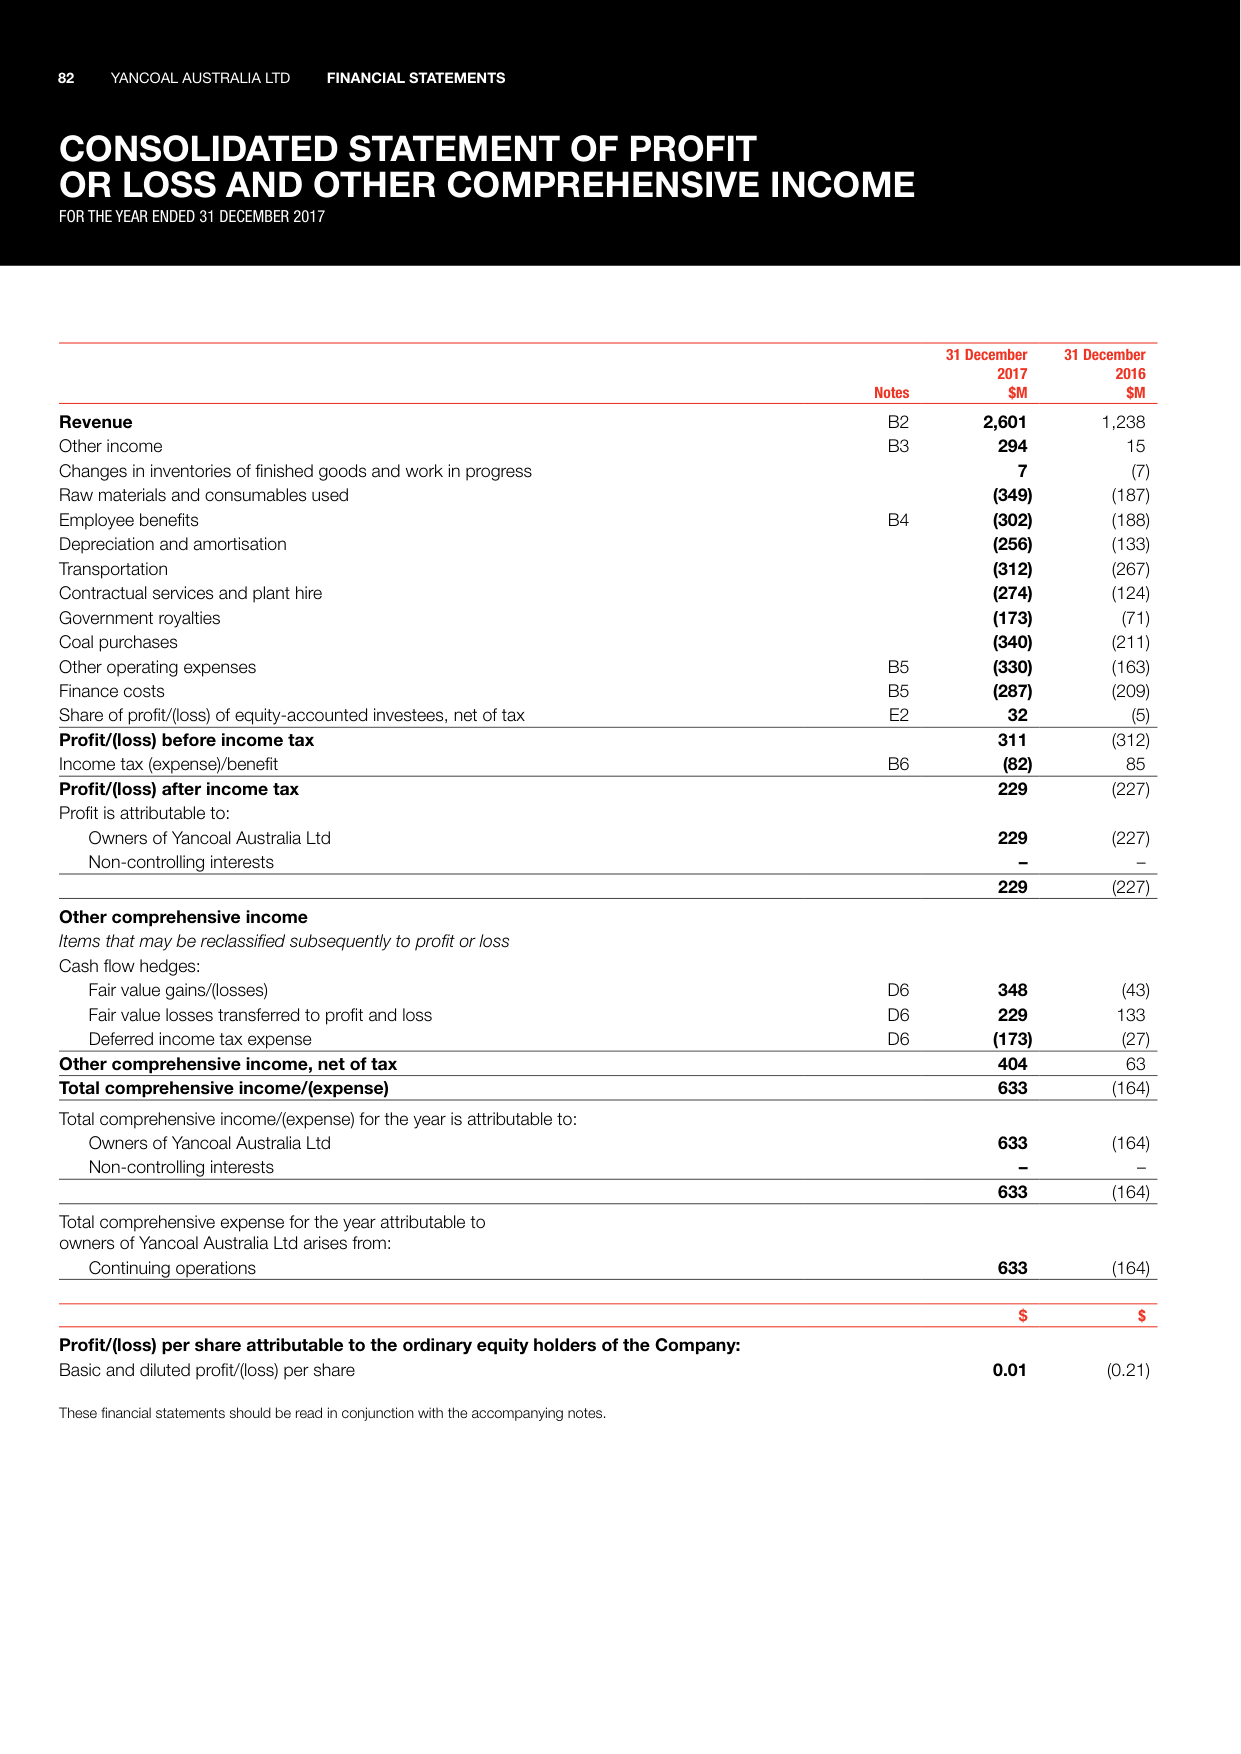 82 YANCOAL AUSTRALIA LTD FINANCIAL STATEMENTS
CONSOLIDATED STATEMENT OF PROFIT
OR LOSS AND OTHER COMPREHENSIVE INCOME
FOR THE YEAR ENDED 31 DECEMBER 2017
31 December 31 December
2017 2016
Notes $M $M
Revenue B2 2,601 1,238
Other income B3 294 15
Changes in inventories of finished goods and work in progress 7 (7)
Raw materials and consumables used (349) (187)
Employee benefits B4 (302) (188)
Depreciation and amortisation (256) (133)
Transportation (312) (267)
Contractual services and plant hire (274) (124)
Government royalties (173) (71)
Coal purchases (340) (211)
Other operating expenses B5 (330) (163)
Finance costs B5 (287) (209)
Share of profit/(loss) of equity-accounted investees, net of tax E2 32 (5)
Profit/(loss) before income tax 311 (312)
Income tax (expense)/benefit B6 (82) 85
Profit/(loss) after income tax 229 (227)
Profit is attributable to:
Owners of Yancoal Australia Ltd 229 (227)
Non-controlling interests – –
229 (227)
Other comprehensive income
Items that may be reclassified subsequently to profit or loss
Cash flow hedges:
Fair value gains/(losses) D6 348 (43)
Fair value losses transferred to profit and loss D6 229 133
Deferred income tax expense D6 (173) (27)
Other comprehensive income, net of tax 404 63
Total comprehensive income/(expense) 633 (164)
Total comprehensive income/(expense) for the year is attributable to:
Owners of Yancoal Australia Ltd 633 (164)
Non-controlling interests – –
633 (164)
Total comprehensive expense for the year attributable to
owners of Yancoal Australia Ltd arises from:
Continuing operations 633 (164)
$ $
Profit/(loss) per share attributable to the ordinary equity holders of the Company:
Basic and diluted profit/(loss) per share 0.01 (0.21)
These financial statements should be read in conjunction with the accompanying notes.